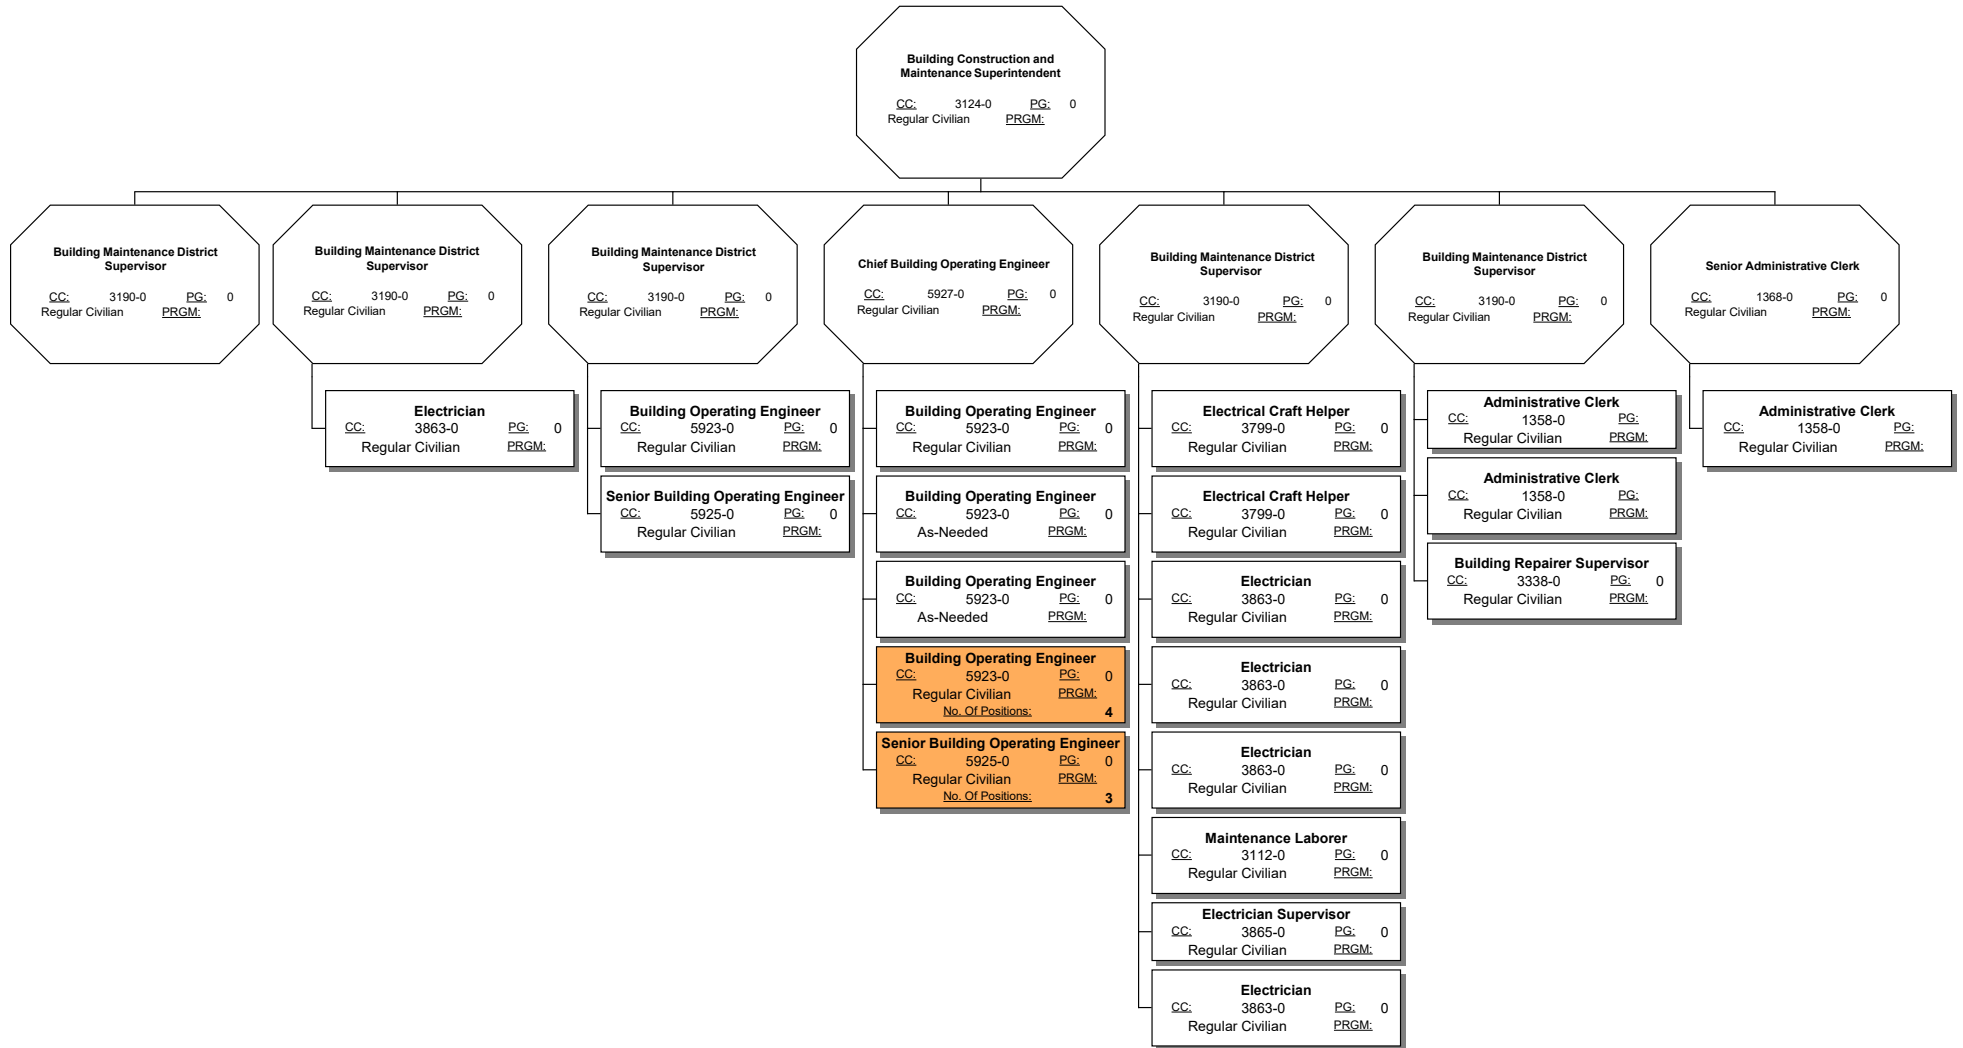 Building Construction and
Maintenance Superintendent
CC: 3124-0 PG: 0
Regular Civilian PRGM:
Building Maintenance District
Supervisor
CC: 3190-0 PG: 0
Regular Civilian PRGM:
Building Maintenance District
Supervisor
CC: 3190-0 PG: 0
Regular Civilian PRGM:
Building Maintenance District
Supervisor
CC: 3190-0 PG: 0
Regular Civilian PRGM:
Chief Building Operating Engineer
CC: 5927-0 PG: 0
Regular Civilian PRGM:
Building Maintenance District
Supervisor
CC: 3190-0 PG: 0
Regular Civilian PRGM:
Building Maintenance District
Supervisor
CC: 3190-0 PG: 0
Regular Civilian PRGM:
Senior Administrative Clerk
CC: 1368-0 PG: 0
Regular Civilian PRGM:
Electrician
CC: 3863-0 PG: 0
Regular Civilian PRGM:
Building Operating Engineer
CC: 5923-0 PG: 0
Regular Civilian PRGM:
Senior Building Operating Engineer
CC: 5925-0 PG: 0
Regular Civilian PRGM:
Building Operating Engineer
CC: 5923-0 PG: 0
Regular Civilian PRGM:
Building Operating Engineer
CC: 5923-0 PG: 0
As-Needed PRGM:
Building Operating Engineer
CC: 5923-0 PG: 0
As-Needed PRGM:
Building Operating Engineer
CC: 5923-0 PG: 0
Regular Civilian PRGM:
No. Of Positions: 4
Senior Building Operating Engineer
CC: 5925-0 PG: 0
Regular Civilian PRGM:
No. Of Positions: 3
Electrical Craft Helper
CC: 3799-0 PG: 0
Regular Civilian PRGM:
Electrical Craft Helper
CC: 3799-0 PG: 0
Regular Civilian PRGM:
Electrician
CC: 3863-0 PG: 0
Regular Civilian PRGM:
Electrician
CC: 3863-0 PG: 0
Regular Civilian PRGM:
Electrician
CC: 3863-0 PG: 0
Regular Civilian PRGM:
Maintenance Laborer
CC: 3112-0 PG: 0
Regular Civilian PRGM:
Electrician Supervisor
CC: 3865-0 PG: 0
Regular Civilian PRGM:
Electrician
CC: 3863-0 PG: 0
Regular Civilian PRGM:
Administrative Clerk
CC: 1358-0 PG:
Regular Civilian PRGM:
Administrative Clerk
CC: 1358-0 PG:
Regular Civilian PRGM:
Building Repairer Supervisor
CC: 3338-0 PG: 0
Regular Civilian PRGM:
Administrative Clerk
CC: 1358-0 PG:
Regular Civilian PRGM: